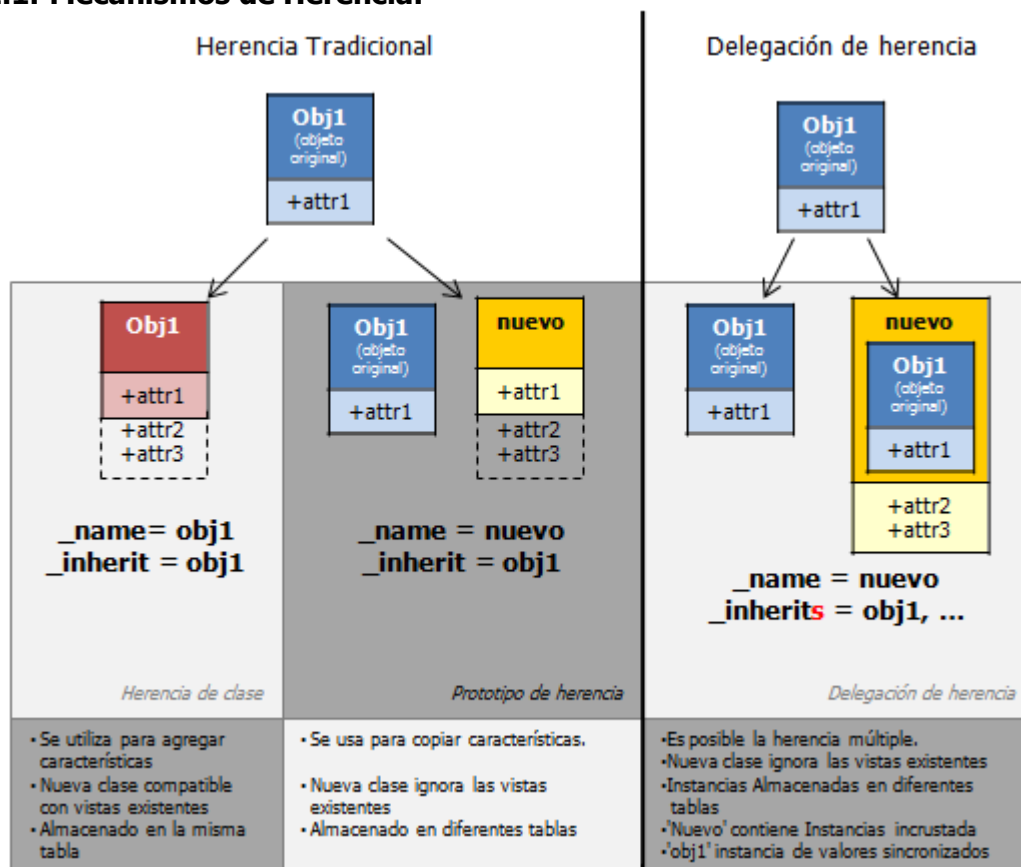 Mecanismos de Herencia.
Herencia Tradicional
Delegación de herencia
Obj1
(objeto
original)
+attr1
Obj1
(objeto
original)
+attr1
Obj1
+attr1
+attr2
+attr3
_name= obj1
_inherit = obj1
Herencia de clase
Obj1
(objeto
original)
+attr1
nuevo
+attr1
+attr2
+attr3
_name = nuevo
_inherit = obj1
Prototipo de herencia
Obj1
(objeto
original)
+attr1
nuevo
Obj1
(objeto
original)
+attr1
+attr2
+attr3
_name = nuevo
_inherits = obj1, ...
Delegación de herencia
• Se utiliza para agregar
características
• Nueva clase compatible
con vistas existentes
• Almacenado en la misma
tabla
• Se usa para copiar características.
• Nueva clase ignora las vistas
existentes
• Almacenado en diferentes tablas
•Es posible la herencia múltiple.
•Nueva clase ignora las vistas existentes
•Instancias Almacenadas en diferentes
tablas
•'Nuevo' contiene Instancias incrustada
•'obj1' instancia de valores sincronizados